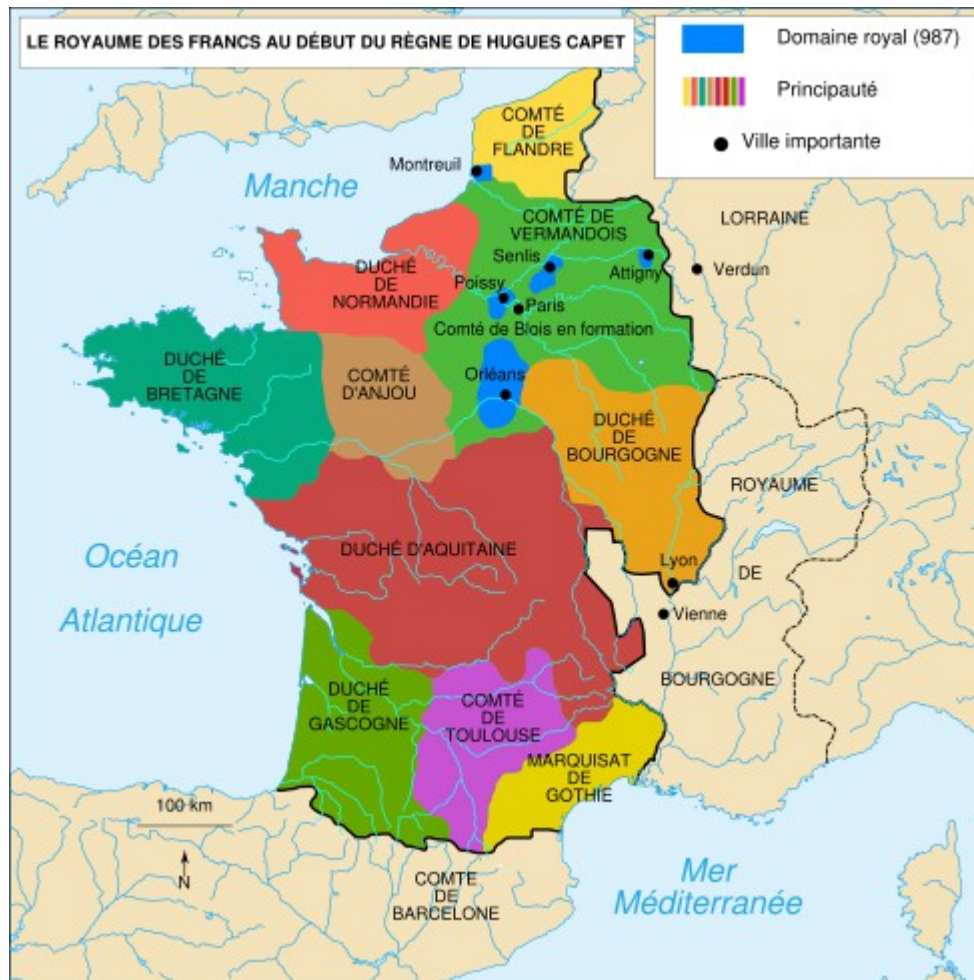 LE ROYAUME DES FRANCS AU DÉBUT DU RÈGNE DE HUGUES CAPET
Domaine royal (987)
Principauté
Ville importante
COMTÉ
DE
FLANDRE
Montreuil
Manche
COMTÉ DE
VERMANDOIS
LORRAINE
Senlis
Attigny
Verdun
DUCHÉ
DE
NORMANDIE
Poissy
Paris
Comté de Blois en formation
DUCHÉ
DE
BRETAGNE
COMTÉ
D'ANJOU
Orléans
DUCHÉ
DE
BOURGOGNE
ROYAUME
DE
BOURGOGNE
Océan
Atlantique
DUCHÉ D'AQUITAINE
Lyon
Vienne
DUCHÉ
DE
GASCOGNE
COMTÉ
DE
TOULOUSE
MARQUISAT
DE
GOTHIE
100 km
N
COMTE
DE
BARCELONE
Mer
Méditerranée